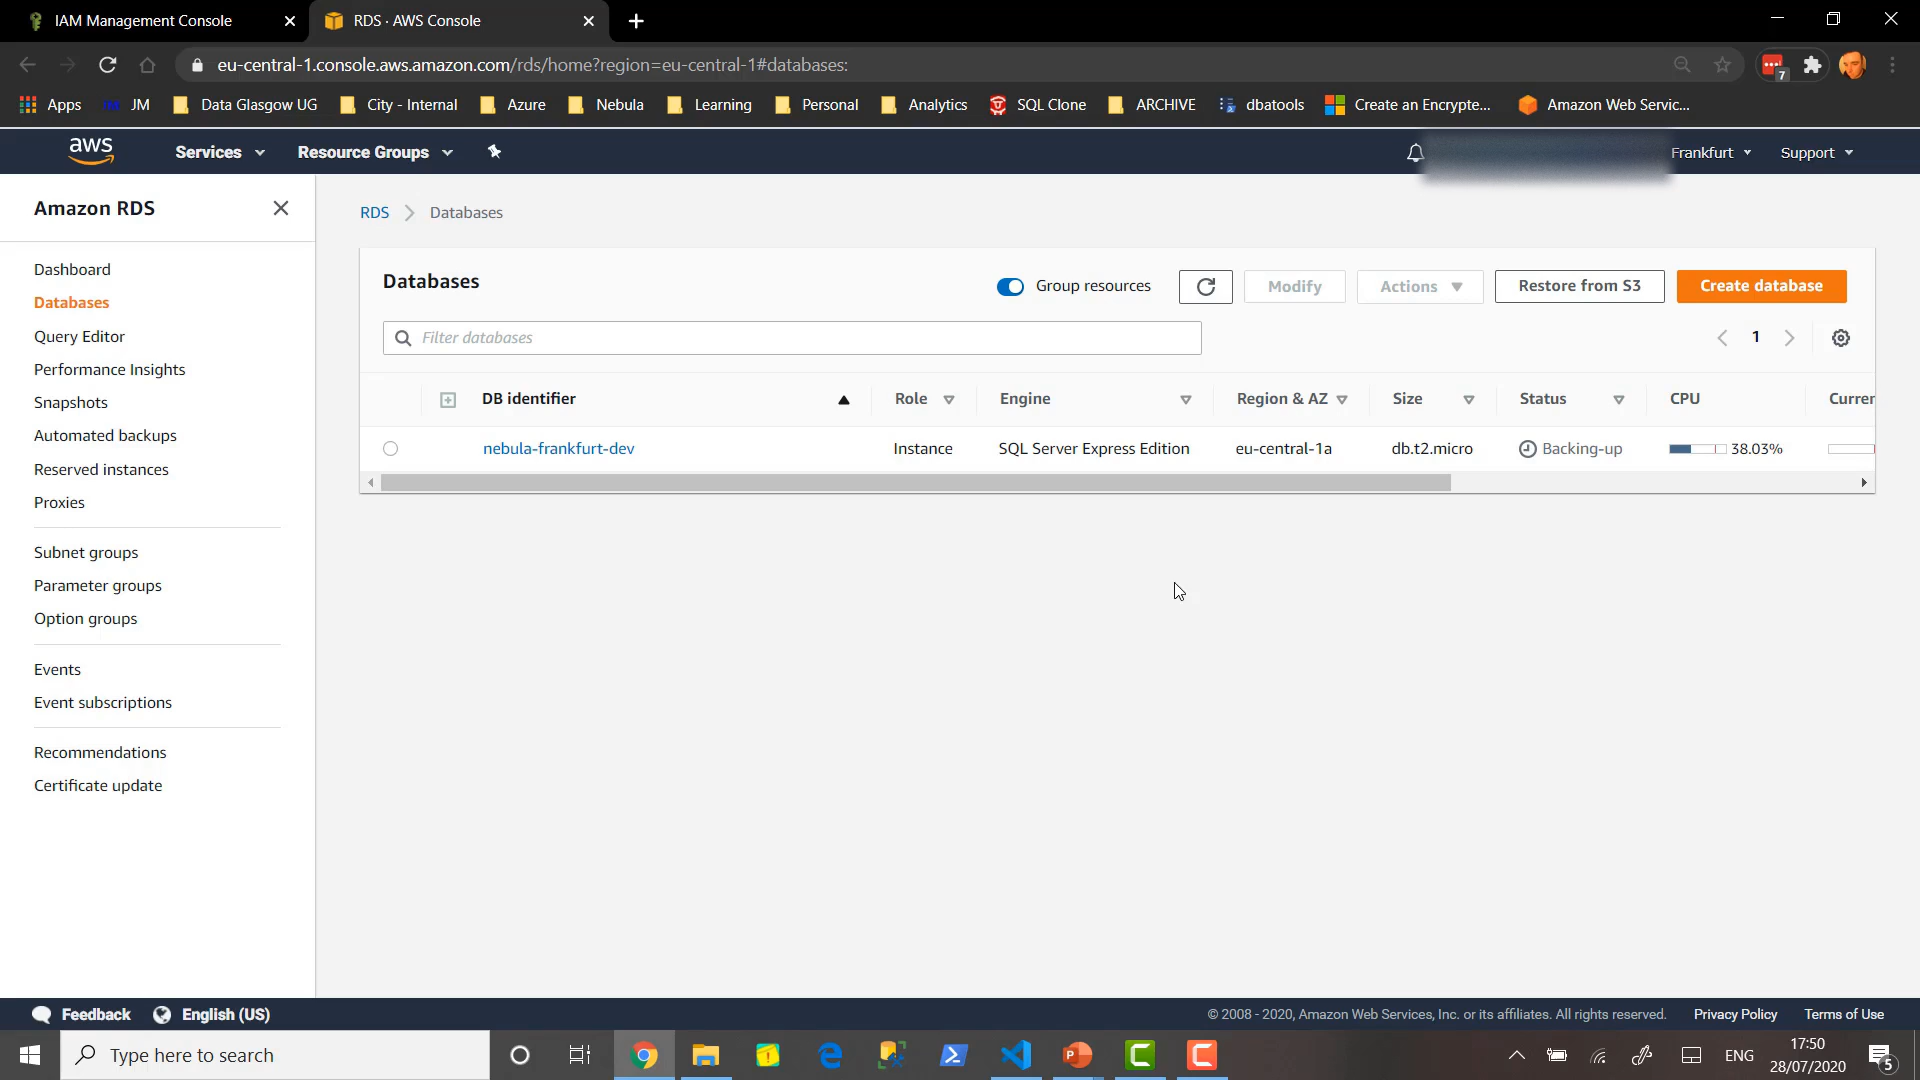 IAM Management Console
RDS · AWS Console
eu-central-1.console.aws.amazon.com/rds/home?region=eu-central-1#databases:
7
Apps JM Data Glasgow UG City - Internal Azure Nebula Learning Personal Analytics SQL Clone ARCHIVE dbatools Create an Encrypte... Amazon Web Servic...
aws Services Resource Groups Frankfurt Support
Amazon RDS
Dashboard
Databases
Query Editor
Performance Insights
Snapshots
Automated backups
Reserved instances
Proxies
Subnet groups
Parameter groups
Option groups
Events
Event subscriptions
Recommendations
Certificate update
RDS Databases
Databases Group resources Modify Actions Restore from S3 Create database
Filter databases 1
DB identifier Role Engine Region & AZ Size Status CPU Currer
nebula-frankfurt-dev Instance SQL Server Express Edition eu-central-1a db.t2.micro Backing-up 38.03%
Feedback English (US) © 2008 - 2020, Amazon Web Services, Inc. or its affiliates. All rights reserved. Privacy Policy Terms of Use
Type here to search ENG 17:50
28/07/2020 5